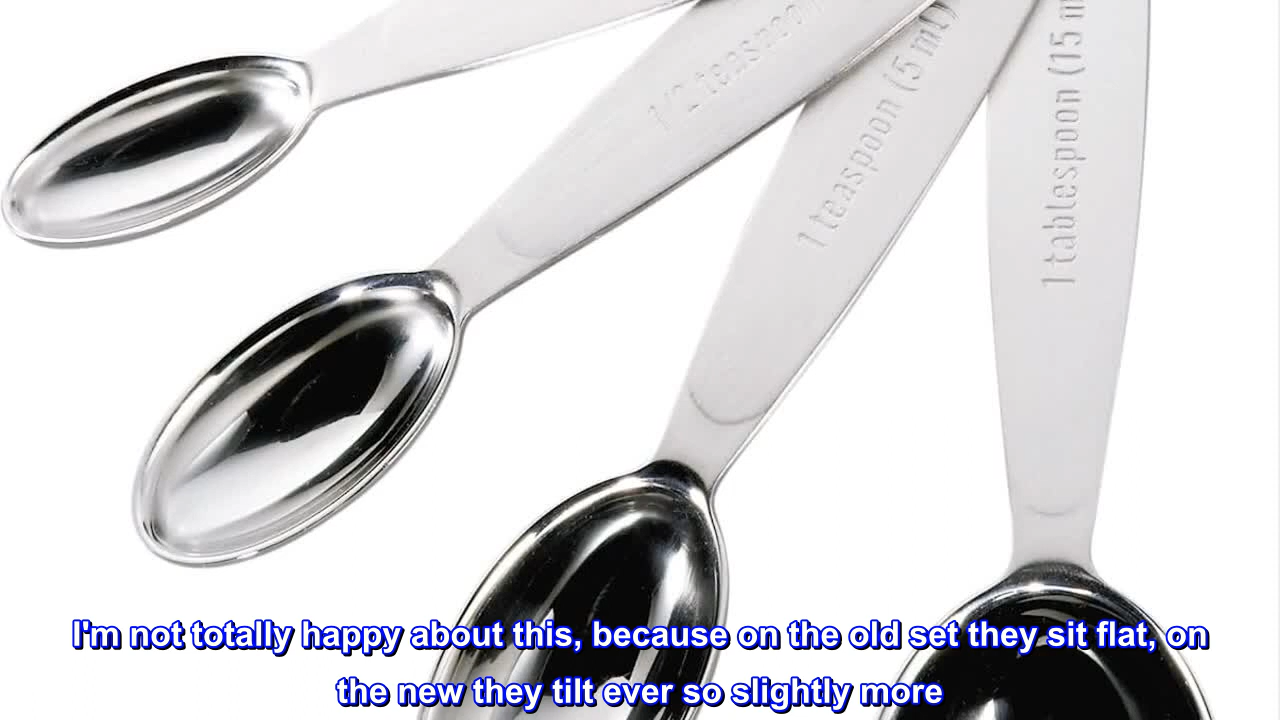 1/2 teaspoon
1 teaspoon (5 ml)
1 tablespoon (15 m
I'm not totally happy about this, because on the old set they sit flat, on
the new they tilt ever so slightly more